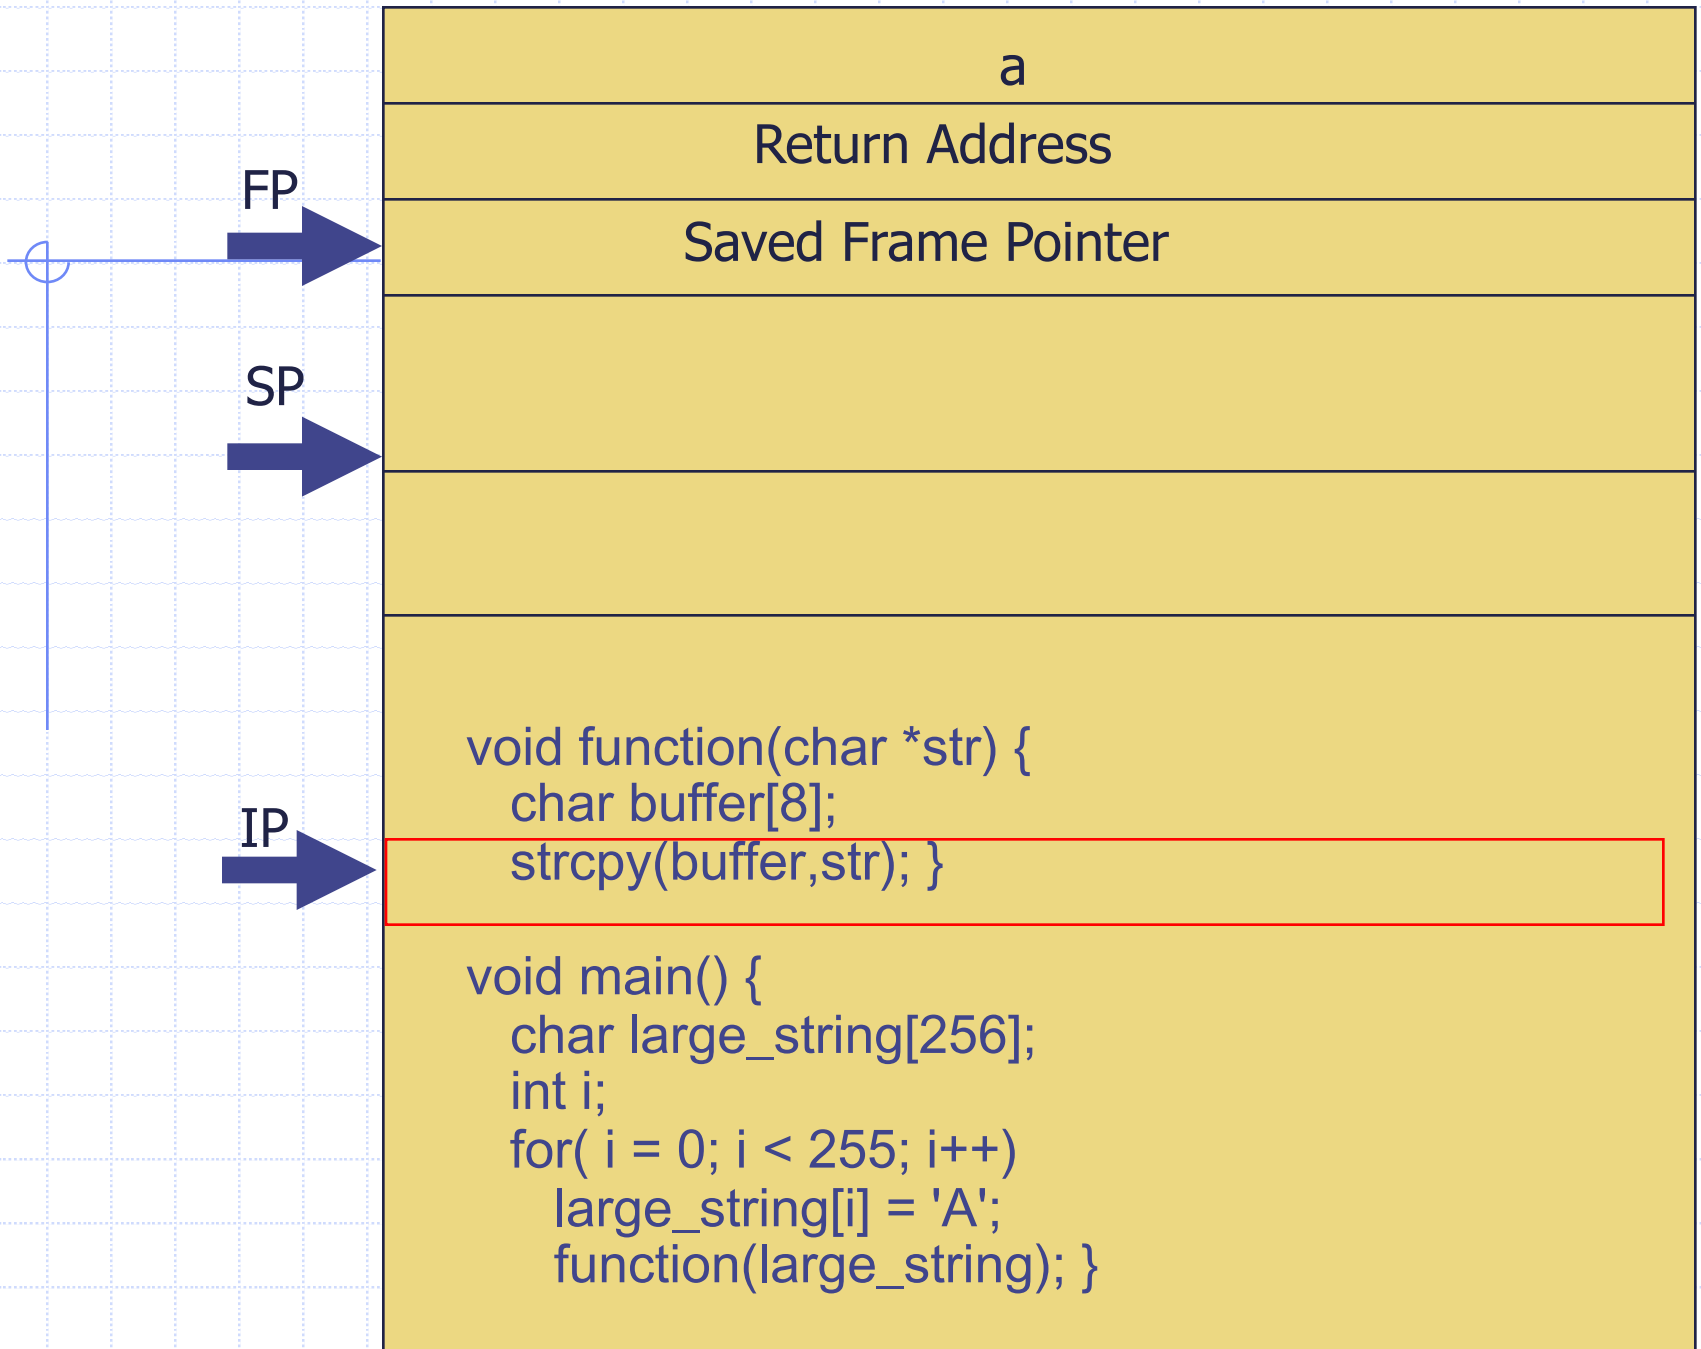 a
Return Address
FP
Saved Frame Pointer
SP
void function(char *str) {
char buffer[8];
IP
strcpy(buffer,str); }
void main() {
char large_string[256];
int i;
for( i = 0; i < 255; i++)
large_string[i] = 'A';
function(large_string); }